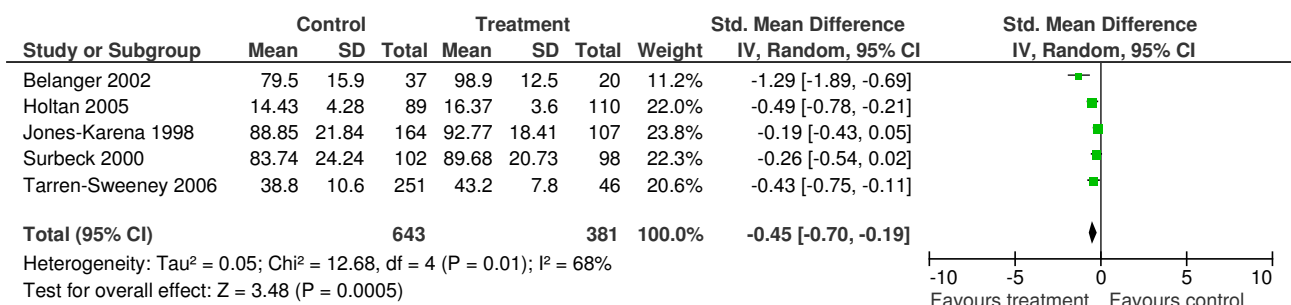 Control Treatment Std. Mean Difference Std. Mean Difference
Study or Subgroup Mean SD Total Mean SD Total Weight IV, Random, 95% CI IV, Random, 95% CI
Belanger 2002 79.5 15.9 37 98.9 12.5 20 11.2% -1.29 [-1.89, -0.69]
Holtan 2005 14.43 4.28 89 16.37 3.6 110 22.0% -0.49 [-0.78, -0.21]
Jones-Karena 1998 88.85 21.84 164 92.77 18.41 107 23.8% -0.19 [-0.43, 0.05]
Surbeck 2000 83.74 24.24 102 89.68 20.73 98 22.3% -0.26 [-0.54, 0.02]
Tarren-Sweeney 2006 38.8 10.6 251 43.2 7.8 46 20.6% -0.43 [-0.75, -0.11]
Total (95% CI) 643 381 100.0% -0.45 [-0.70, -0.19]
Heterogeneity: Tau² = 0.05; Chi² = 12.68, df = 4 (P = 0.01); I² = 68%
Test for overall effect: Z = 3.48 (P = 0.0005)
-10 -5 0 5 10
Favours treatment Favours control